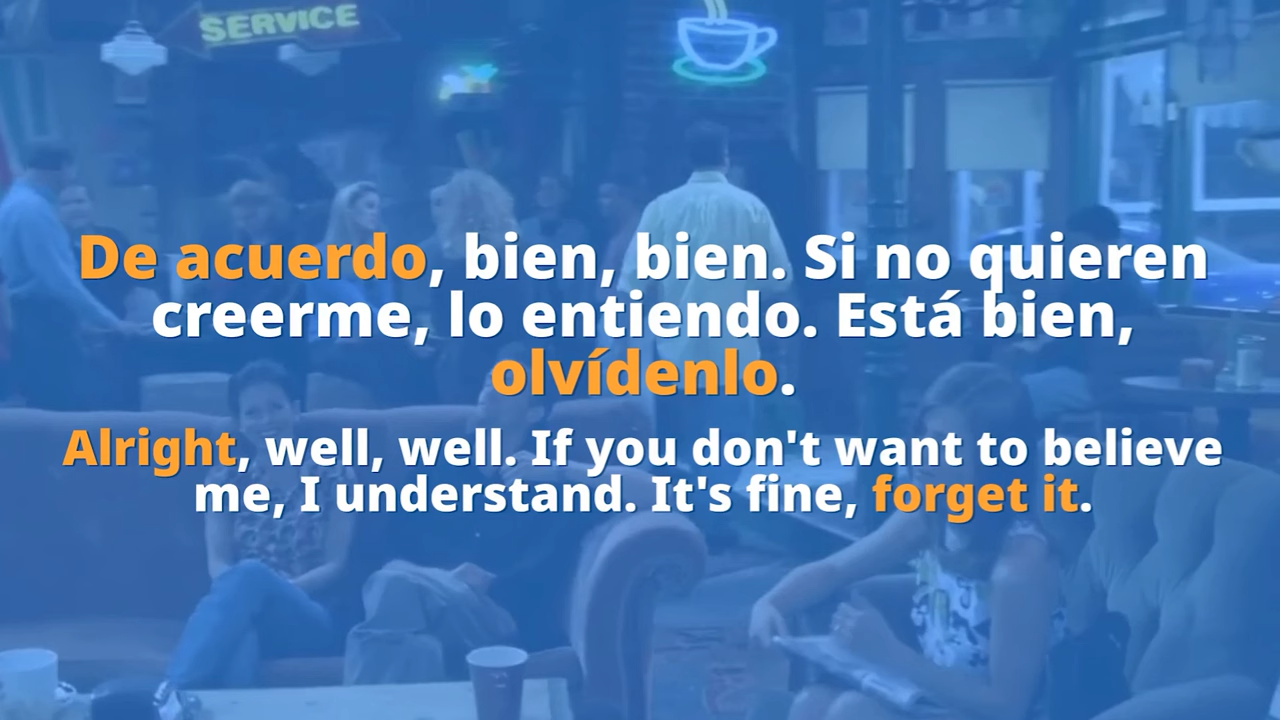 SERVICE
De acuerdo, bien, bien. Si no quieren
creerme, lo entiendo. Está bien,
olvídenlo.
Alright, well, well. If you don't want to believe
me, I understand. It's fine, forget it.